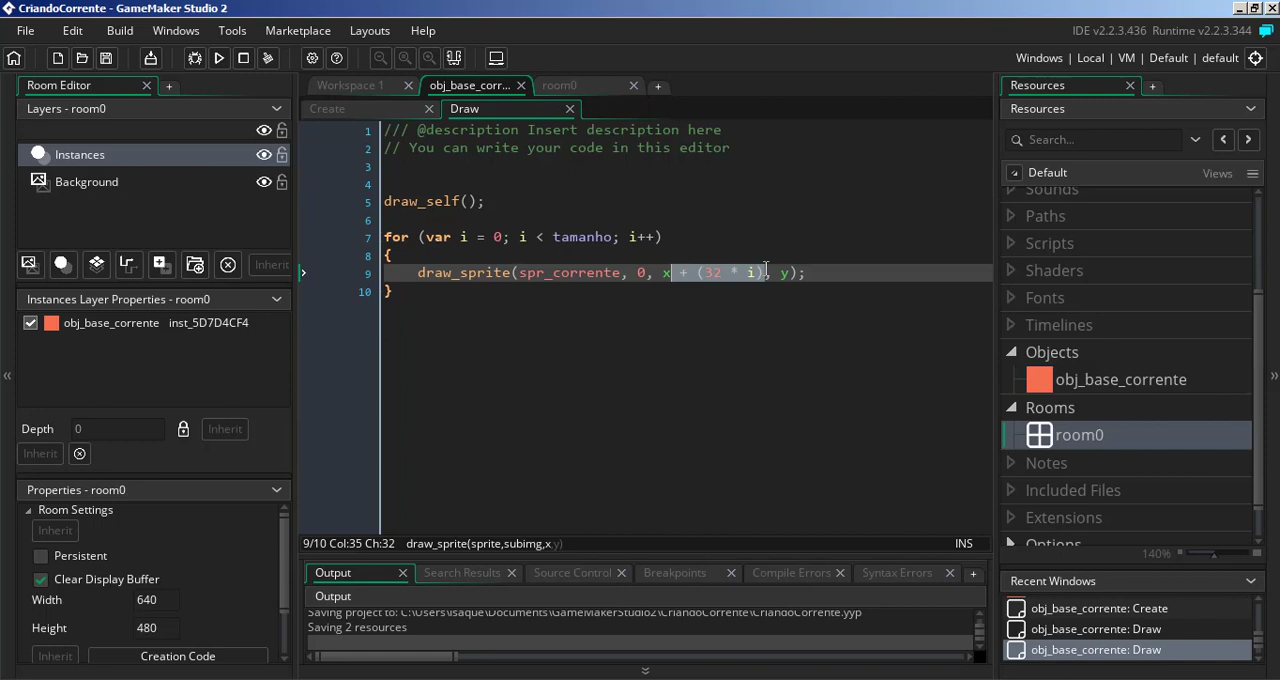 CriandoCorrente - GameMaker Studio 2
File Edit Build Windows Tools Marketplace Layouts Help
IDE v2.2.3.436 Runtime v2.2.3.344
Windows | Local | VM | Default | default
Room Editor
Layers - room0
Instances
Background
Inherit
Instances Layer Properties - room0
obj_base_corrente inst_5D7D4CF4
Depth 0 Inherit
Inherit
Properties - room0
Room Settings
Inherit
Persistent
Clear Display Buffer
Width 640
Height 480
Inherit Creation Code
Workspace 1 obj_base_corr... room0
Create Draw
1 /// @description Insert description here
2 // You can write your code in this editor
3
4
5 draw_self();
6
7 for (var i = 0; i < tamanho; i++)
8 {
9 draw_sprite(spr_corrente, 0, x + (32 * i), y);
10 }
9/10 Col:35 Ch:32 draw_sprite(sprite,subimg,x,y) INS
Output Search Results Source Control Breakpoints Compile Errors Syntax Errors
Output
Saving project to: C:\Users\isaque\Documents\GameMakerStudio2\CriandoCorrente\CriandoCorrente.yyp
Saving 2 resources
Resources
Resources
Search...
Default Views
Sounds
Paths
Scripts
Shaders
Fonts
Timelines
Objects
obj_base_corrente
Rooms
room0
Notes
Included Files
Extensions
Options
140%
Recent Windows
obj_base_corrente: Create
obj_base_corrente: Draw
obj_base_corrente: Draw